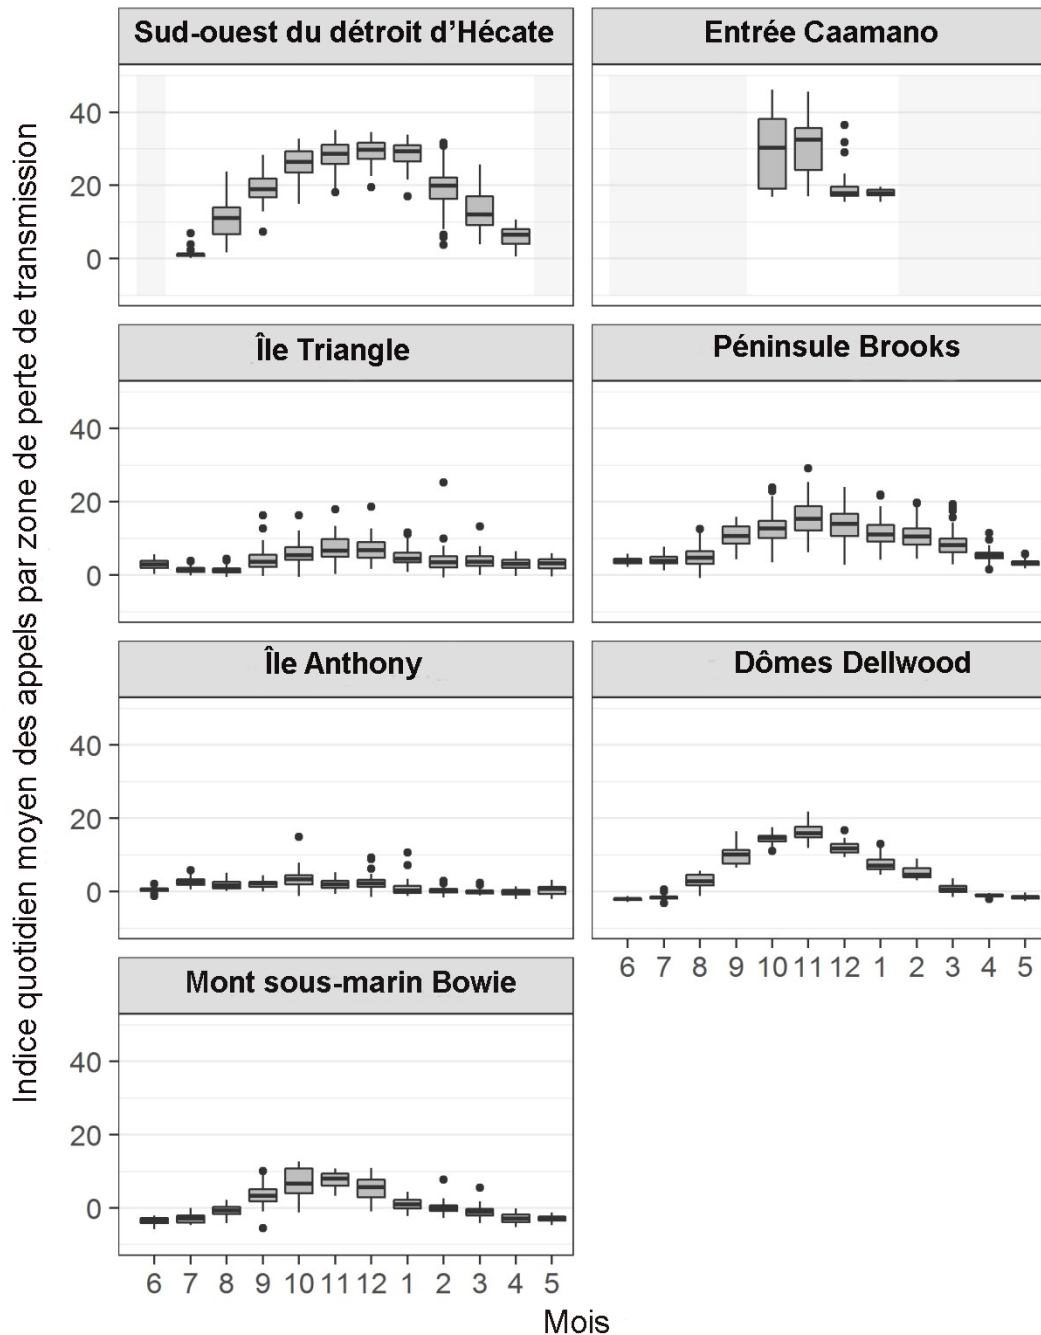 Sud-ouest du détroit d'Hécate
Entrée Caamano
40
20
0
Île Triangle
Péninsule Brooks
40
20
0
Île Anthony
Dômes Dellwood
40
20
0
6 7 8 9 10 11 12 1 2 3 4 5
Mont sous-marin Bowie
40
20
0
6 7 8 9 10 11 12 1 2 3 4 5
Mois
Indice quotidien moyen des appels par zone de perte de transmission